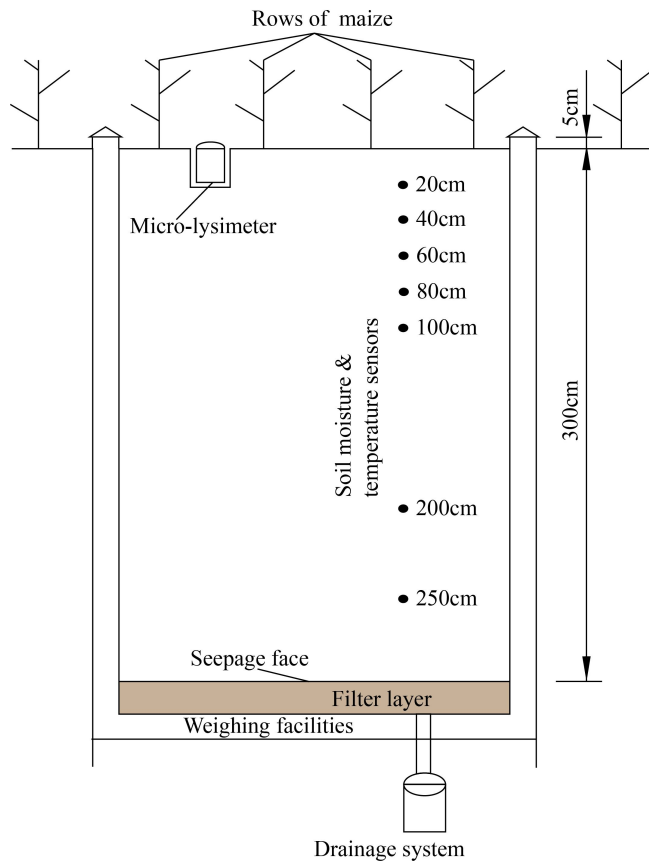 Rows of maize
5cm
Micro-lysimeter
20cm
40cm
60cm
80cm
100cm
Soil moisture &
temperature sensors
300cm
200cm
250cm
Seepage face
Filter layer
Weighing facilities
Drainage system